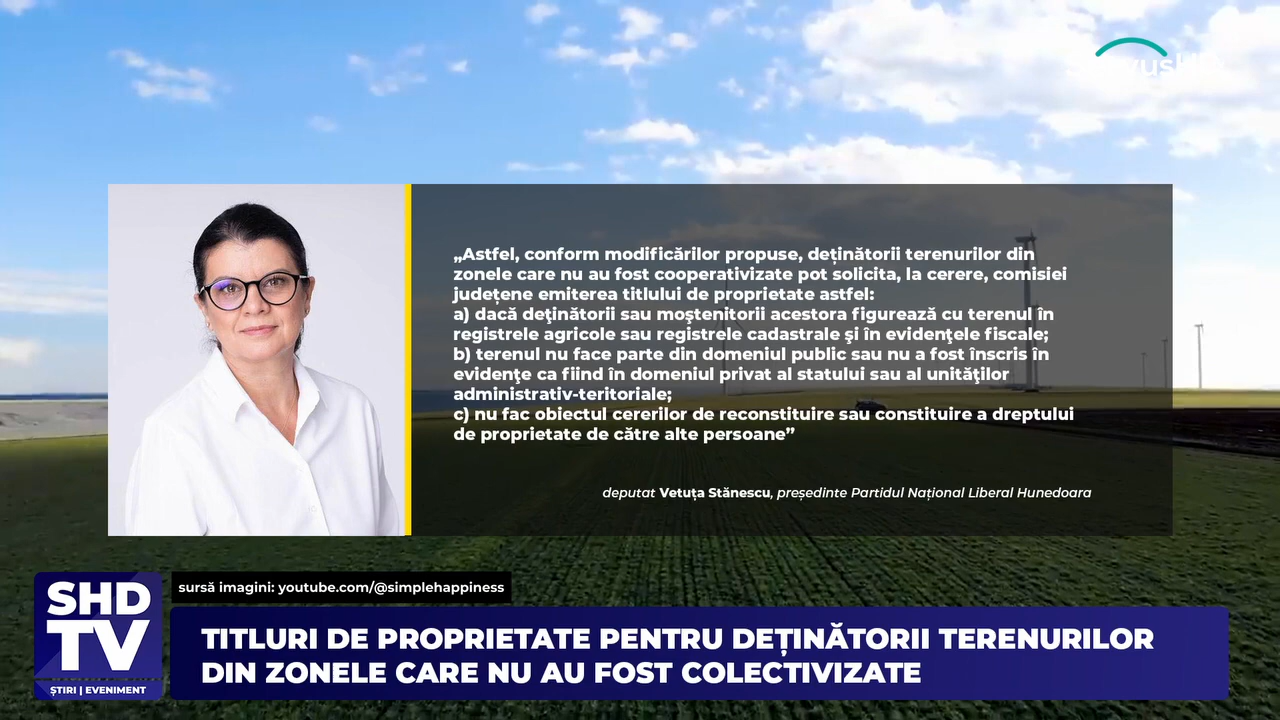 „Astfel, conform modificărilor propuse, deținătorii terenurilor din
zonele care nu au fost cooperativizate pot solicita, la cerere, comisiei
județene emiterea titlului de proprietate astfel:
a) dacă deţinătorii sau moştenitorii acestora figurează cu terenul în
registrele agricole sau registrele cadastrale şi în evidenţele fiscale;
b) terenul nu face parte din domeniul public sau nu a fost înscris în
evidenţe ca fiind în domeniul privat al statului sau al unităţilor
administrativ-teritoriale;
c) nu fac obiectul cererilor de reconstituire sau constituire a dreptului
de proprietate de către alte persoane”
deputat Vetuța Stănescu, președinte Partidul Național Liberal Hunedoara
sursă imagini: youtube.com/@simplehappiness
SHD
TV
ȘTIRI | EVENIMENT
TITLURI DE PROPRIETATE PENTRU DEȚINĂTORII TERENURILOR
DIN ZONELE CARE NU AU FOST COLECTIVIZATE